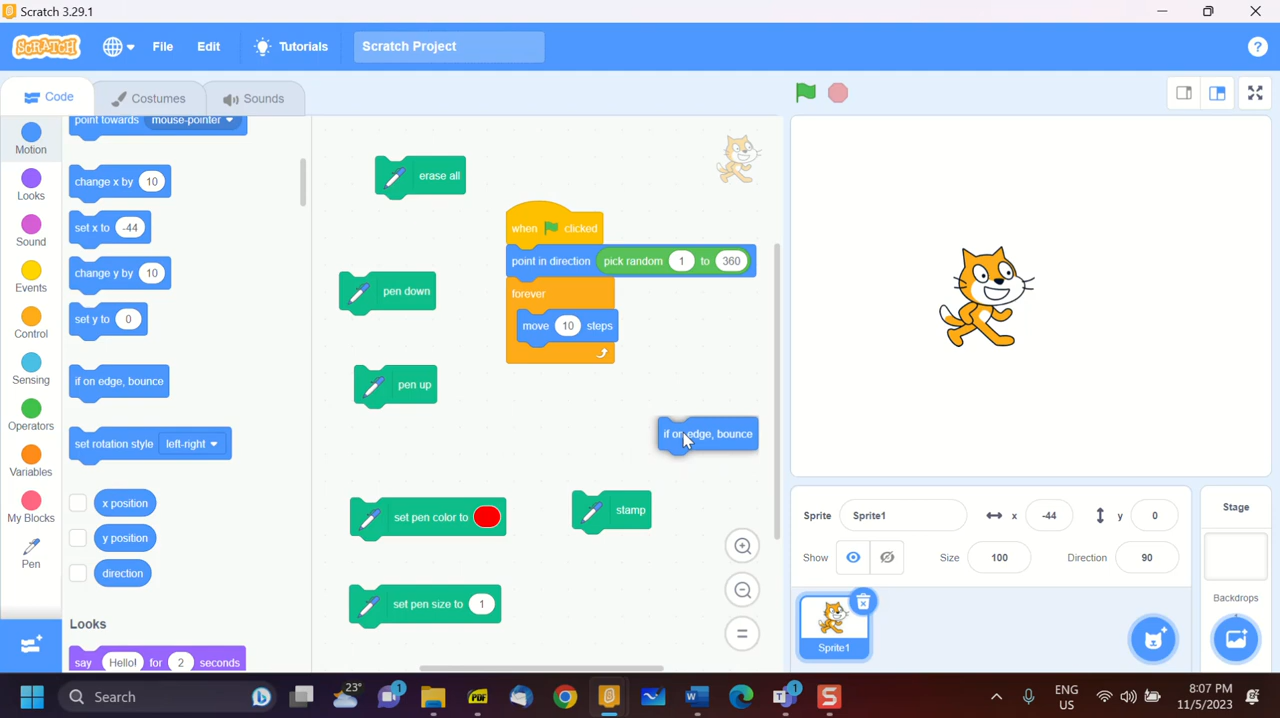 Scratch 3.29.1
SCRATCH
File
Edit
Tutorials
Scratch Project
?
Code
Costumes
Sounds
Motion
Looks
Sound
Events
Control
Sensing
Operators
Variables
My Blocks
Pen
point towards mouse-pointer
change x by 10
set x to -44
change y by 10
set y to 0
if on edge, bounce
set rotation style left-right
x position
y position
direction
Looks
say Hello! for 2 seconds
erase all
pen down
pen up
set pen color to
set pen size to 1
when clicked
point in direction pick random 1 to 360
forever
move 10 steps
if on edge, bounce
stamp
Sprite Sprite1 x -44 y 0
Show Size 100 Direction 90
Sprite1
Stage
Backdrops
Search
23°
1
PDF
W
T
1
S
ENG
US
8:07 PM
11/5/2023